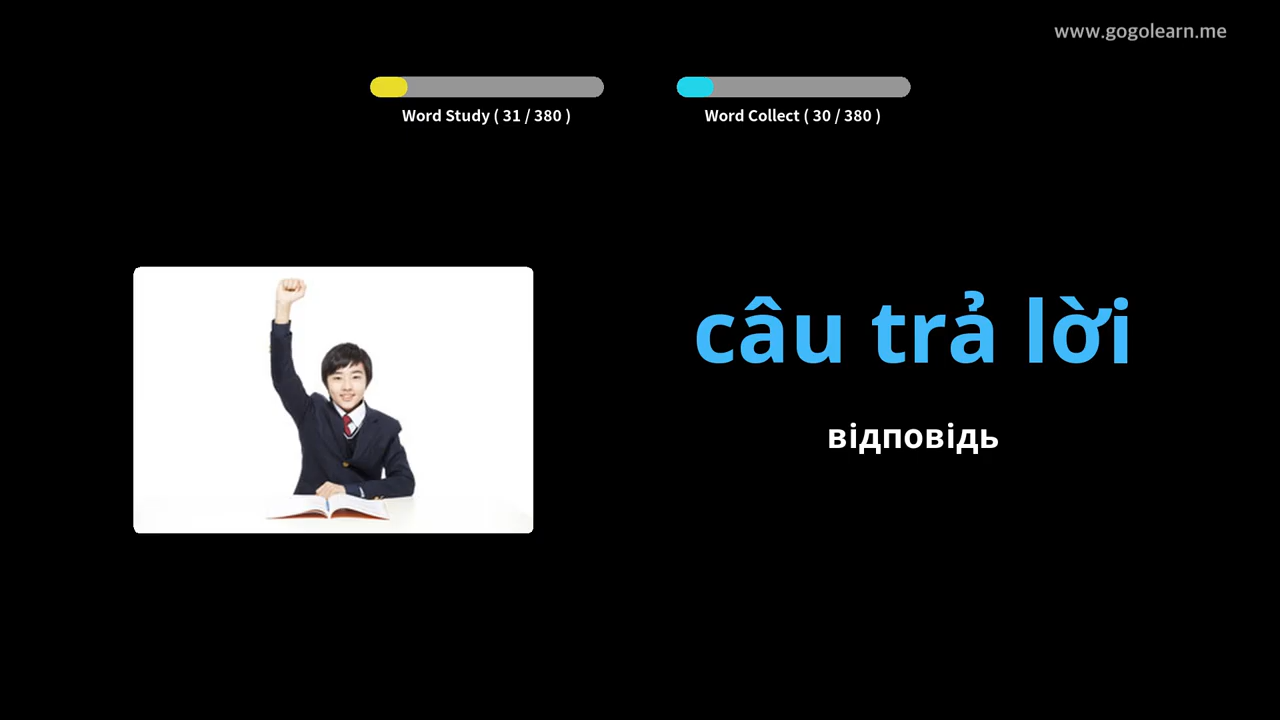 www.gogolearn.me
Word Study ( 31 / 380 )
Word Collect ( 30 / 380 )
câu trả lời
відповідь